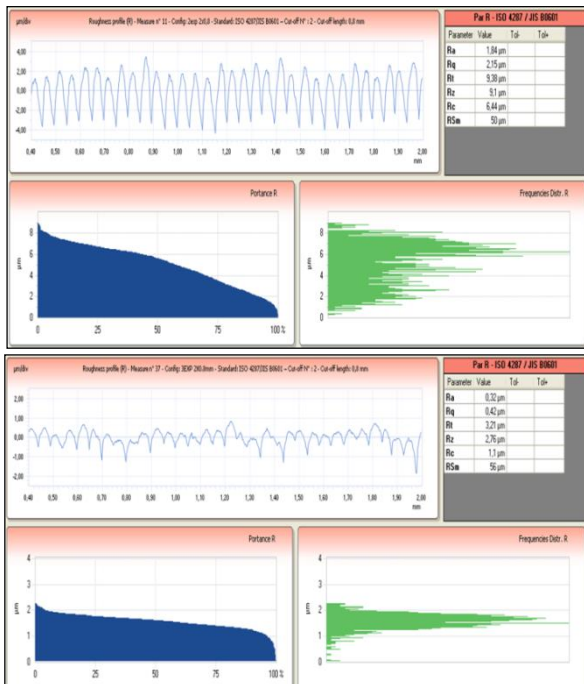 µm/div
Roughness profile (R) - Measure n° 11 - Config: 2exp 2x0,8 - Standard: ISO 4287/JIS B0601 - Cut-off N° : 2 - Cut-off length: 0,8 mm
4,00
2,00
0,00
-2,00
-4,00
0,40 0,50 0,60 0,70 0,80 0,90 1,00 1,10 1,20 1,30 1,40 1,50 1,60 1,70 1,80 1,90 2,00
mm
Par R - ISO 4287 / JIS B0601
Parameter Value Tol- Tol+
Ra 1,84 µm
Rq 2,15 µm
Rt 9,38 µm
Rz 9,1 µm
Rc 6,44 µm
RSm 50 µm
Portance R
µm
8
6
4
2
0
0 25 50 75 100 %
Frequencies Distr. R
µm
8
6
4
2
0
µm/div
Roughness profile (R) - Measure n° 37 - Config: - Standard: ISO 4287/JIS B0601 - Cut-off N° : 2 - Cut-off length: 0,8 mm
2,00
1,00
0,00
-1,00
-2,00
0,40 0,50 0,60 0,70 0,80 0,90 1,00 1,10 1,20 1,30 1,40 1,50 1,60 1,70 1,80 1,90 2,00
mm
Par R - ISO 4287 / JIS B0601
Parameter Value Tol- Tol+
Ra 0,32 µm
Rq 0,42 µm
Rt 3,21 µm
Rz 2,76 µm
Rc 1,1 µm
RSm 56 µm
Portance R
µm
4
3
2
1
0
0 25 50 75 100 %
Frequencies Distr. R
µm
4
3
2
1
0